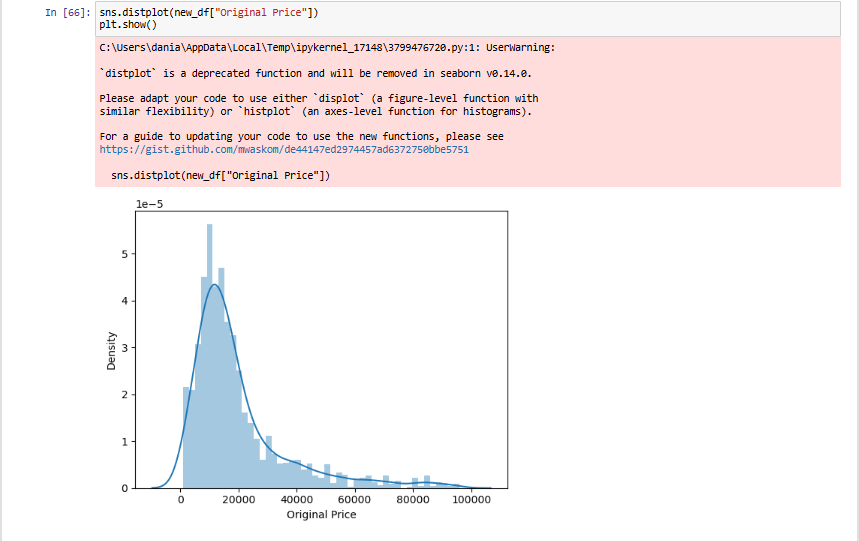 In [66]: sns.distplot(new_df["Original Price"])
plt.show()
C:\Users\dania\AppData\Local\Temp\ipykernel_17148\3799476720.py:1: UserWarning:
`distplot` is a deprecated function and will be removed in seaborn v0.14.0.
Please adapt your code to use either `displot` (a figure-level function with
similar flexibility) or `histplot` (an axes-level function for histograms).
For a guide to updating your code to use the new functions, please see
https://gist.github.com/mwaskom/de44147ed2974457ad6372750bbe5751
sns.distplot(new_df["Original Price"])
1e−5
5
4
3
2
1
0
Density
0 20000 40000 60000 80000 100000
Original Price